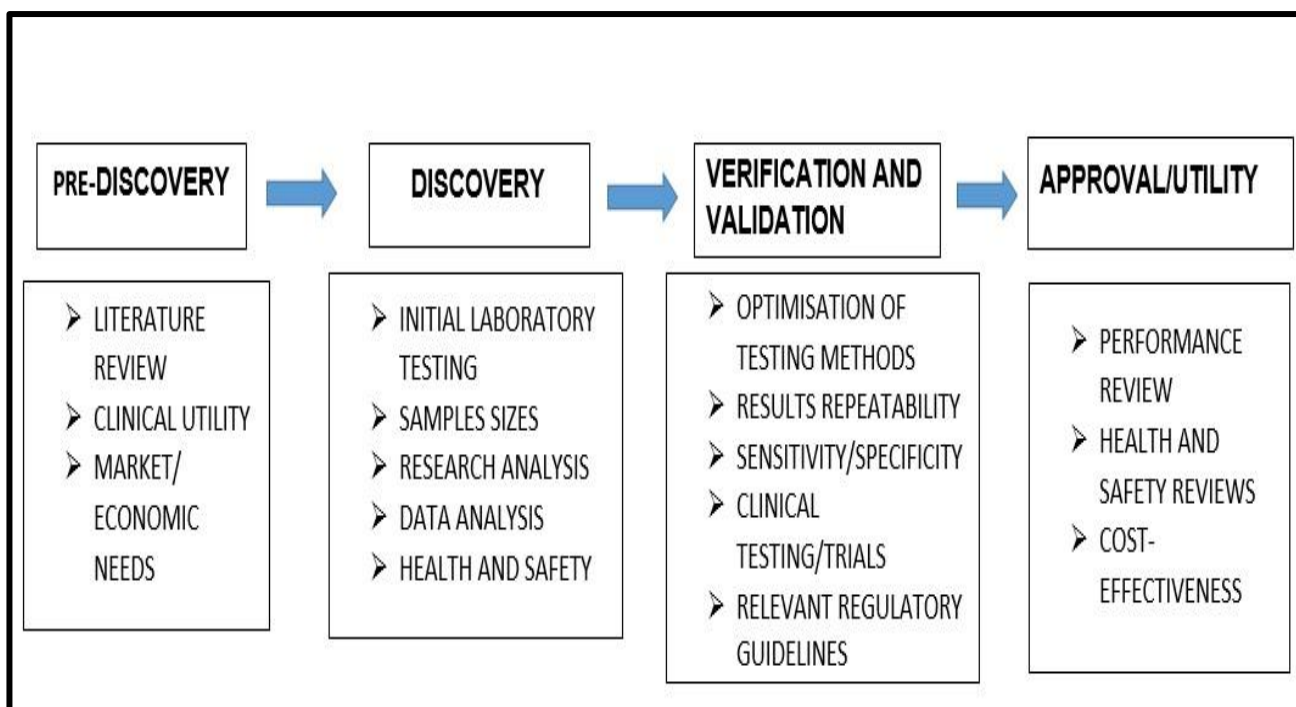 PRE-DISCOVERY
DISCOVERY
VERIFICATION AND
VALIDATION
APPROVAL/UTILITY
LITERATURE
REVIEW
CLINICAL UTILITY
MARKET/
ECONOMIC
NEEDS
INITIAL LABORATORY
TESTING
SAMPLES SIZES
RESEARCH ANALYSIS
DATA ANALYSIS
HEALTH AND SAFETY
OPTIMISATION OF
TESTING METHODS
RESULTS REPEATABILITY
SENSITIVITY/SPECIFICITY
CLINICAL
TESTING/TRIALS
RELEVANT REGULATORY
GUIDELINES
PERFORMANCE
REVIEW
HEALTH AND
SAFETY REVIEWS
COST-
EFFECTIVENESS